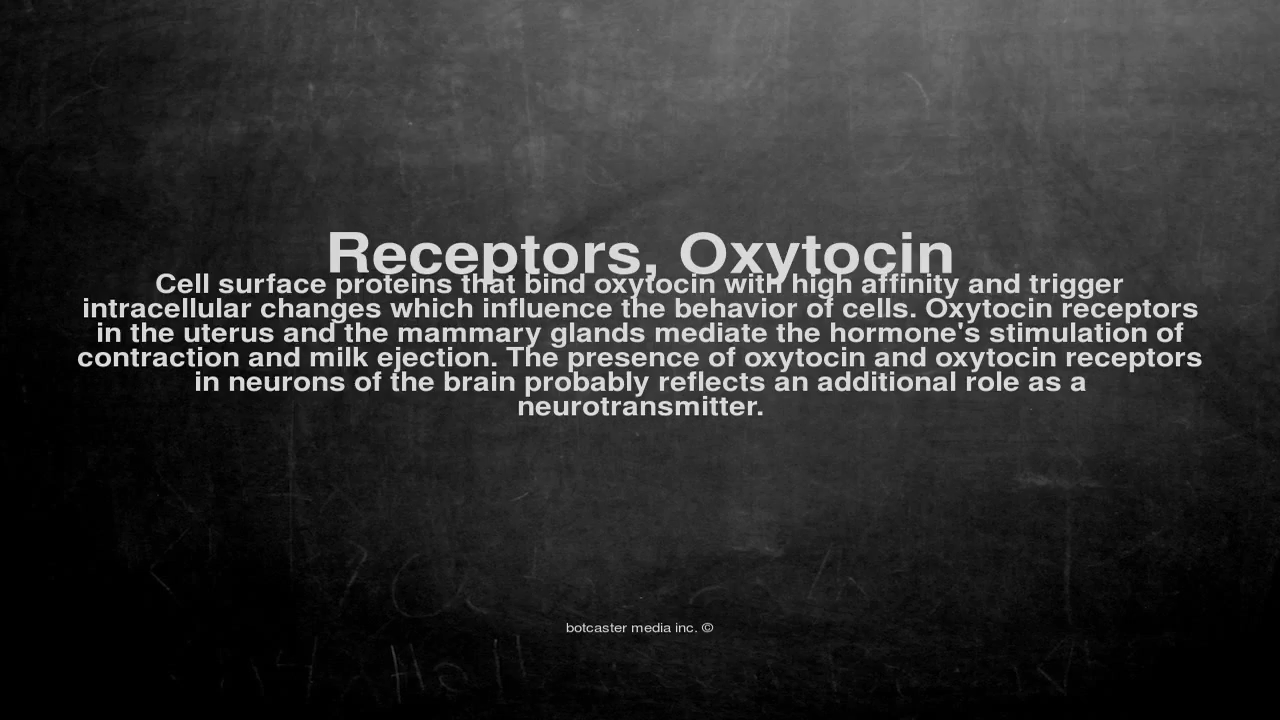 Receptors, Oxytocin
Cell surface proteins that bind oxytocin with high affinity and trigger
intracellular changes which influence the behavior of cells. Oxytocin receptors
in the uterus and the mammary glands mediate the hormone's stimulation of
contraction and milk ejection. The presence of oxytocin and oxytocin receptors
in neurons of the brain probably reflects an additional role as a
neurotransmitter.
botcaster media inc. ©